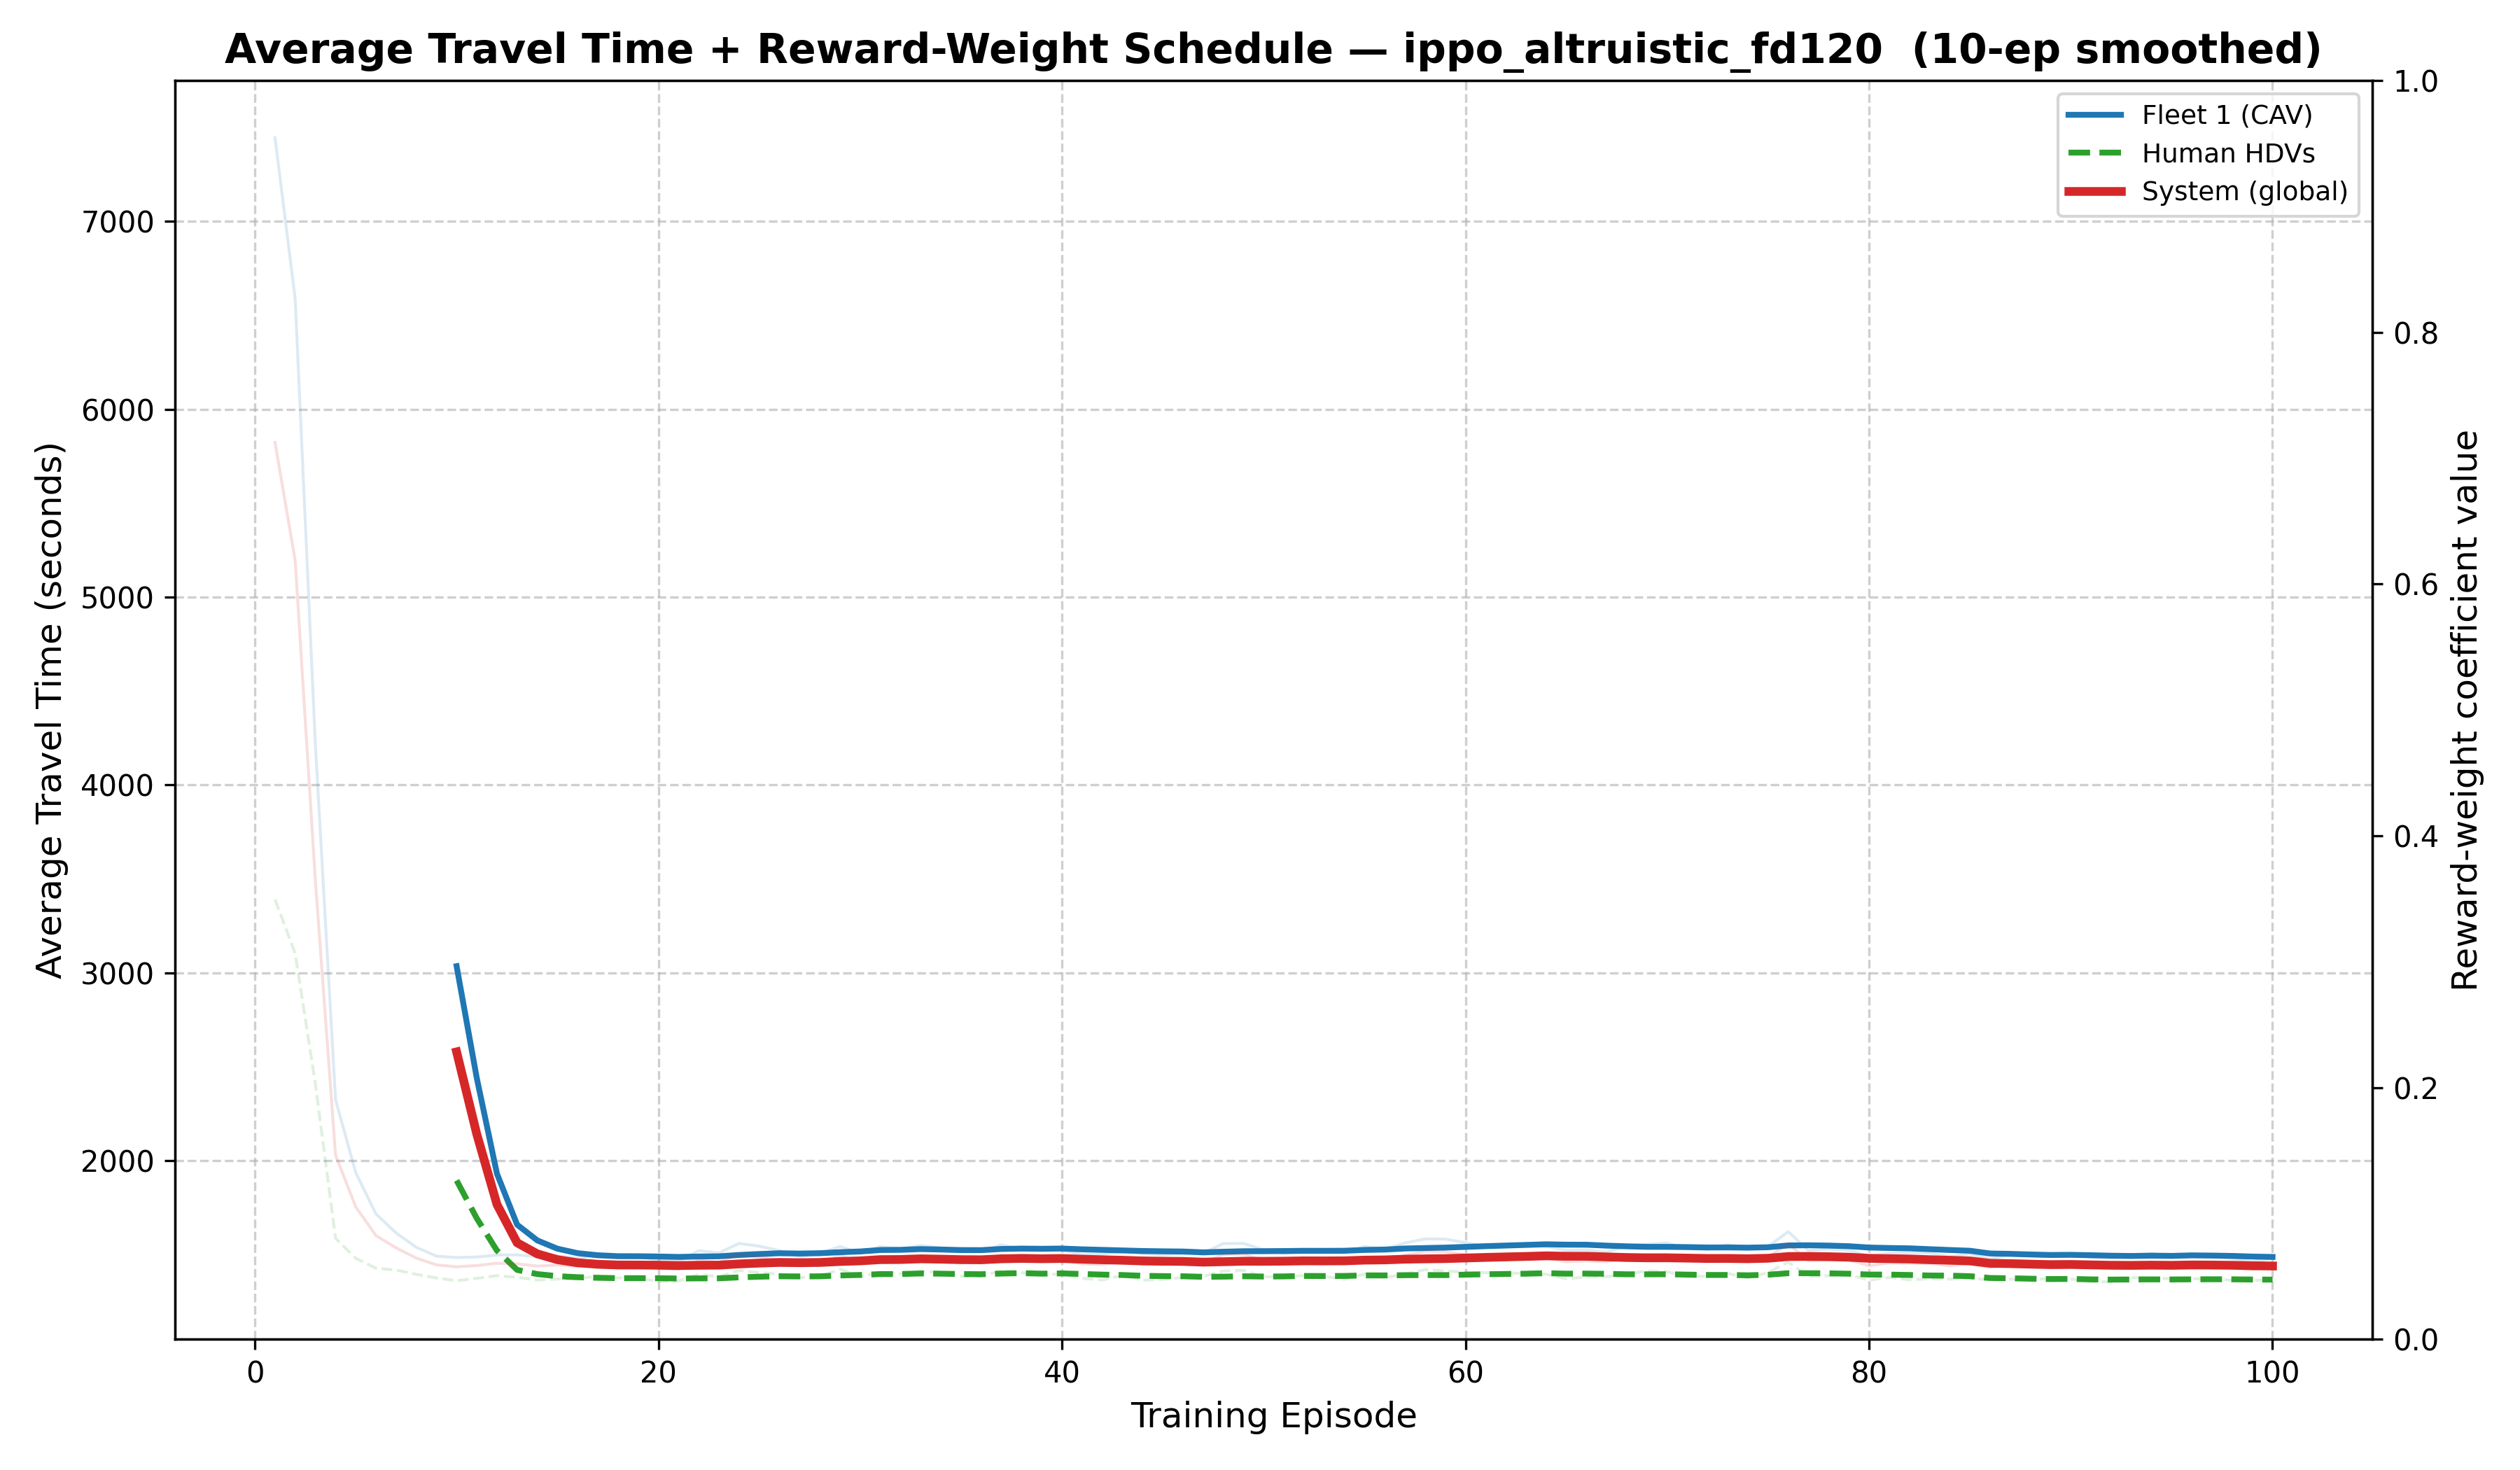 Average Travel Time + Reward-Weight Schedule — ippo_altruistic_fd120  (10-ep smoothed)
Fleet 1 (CAV)
Human HDVs
System (global)
Average Travel Time (seconds)
7000
6000
5000
4000
3000
2000
1.0
0.8
0.6
0.4
0.2
0.0
Reward-weight coefficient value
0
20
40
60
80
100
Training Episode